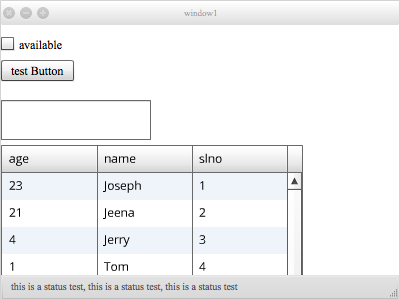 window1
available
test Button
age name slno
23 Joseph 1
21 Jeena 2
4 Jerry 3
1 Tom 4
this is a status test, this is a status test, this is a status test